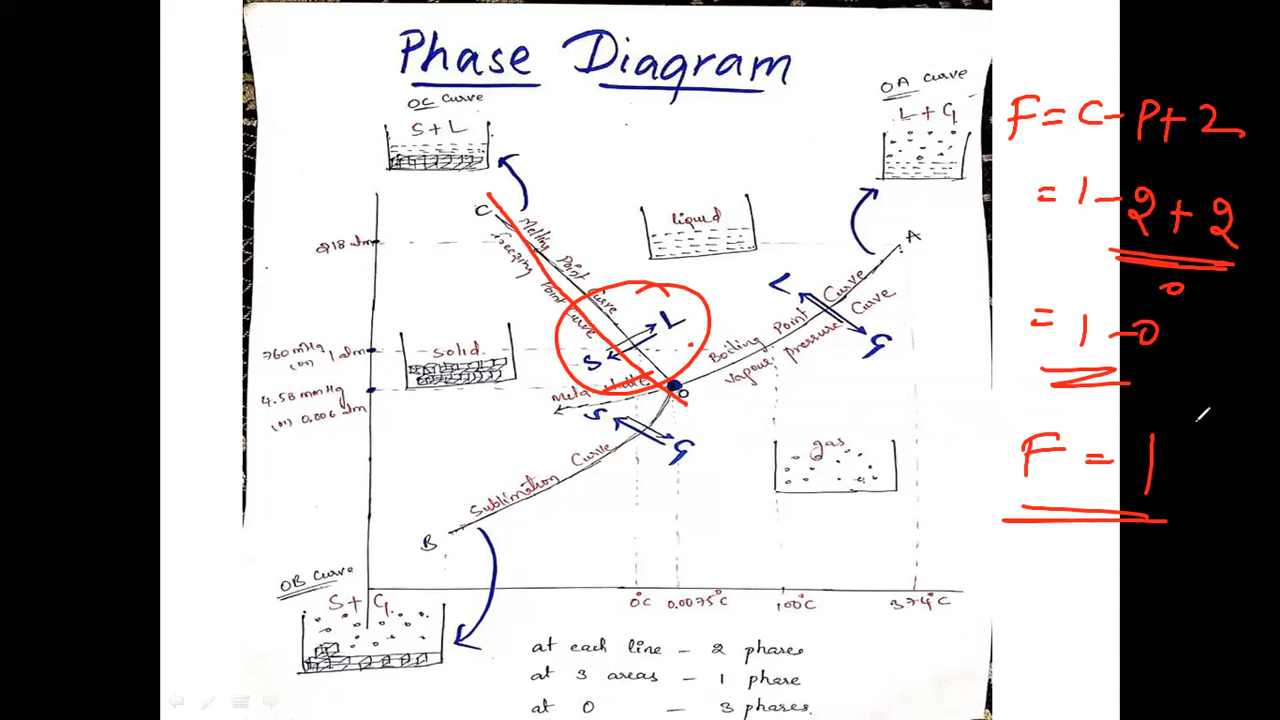 Phase Diagram
OC curve
S+L
OA curve
L+G
F = C - P + 2
= 1 - 2 + 2
0
= 1 - 0
F = 1
C
Melting Point Curve
freezing Point Curve
liquid
A
218 atm
L
G
Boiling Point Curve
Vapour pressure Curve
S
L
760 mmHg
(or) 1 atm
solid
4.58 mmHg
(or) 0.006 atm
O
S
G
gas
Sublimation Curve
B
OB curve
S+G
0°C
0.0075°C
100°C
374°C
at each line - 2 phases
at 3 areas - 1 phase
at O - 3 phases.